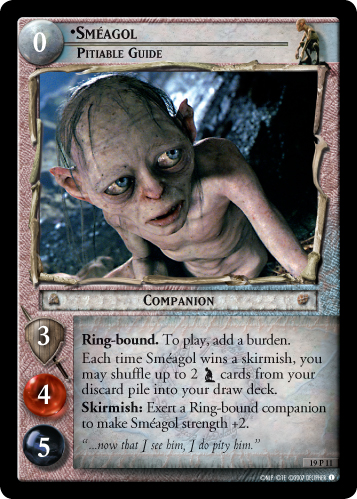 0
•Sméagol
Pitiable Guide
Companion
3
4
5
Ring-bound. To play, add a burden.
Each time Sméagol wins a skirmish, you
may shuffle up to 2 cards from your
discard pile into your draw deck.
Skirmish: Exert a Ring-bound companion
to make Sméagol strength +2.
“...now that I see him, I do pity him.”
19 P 11